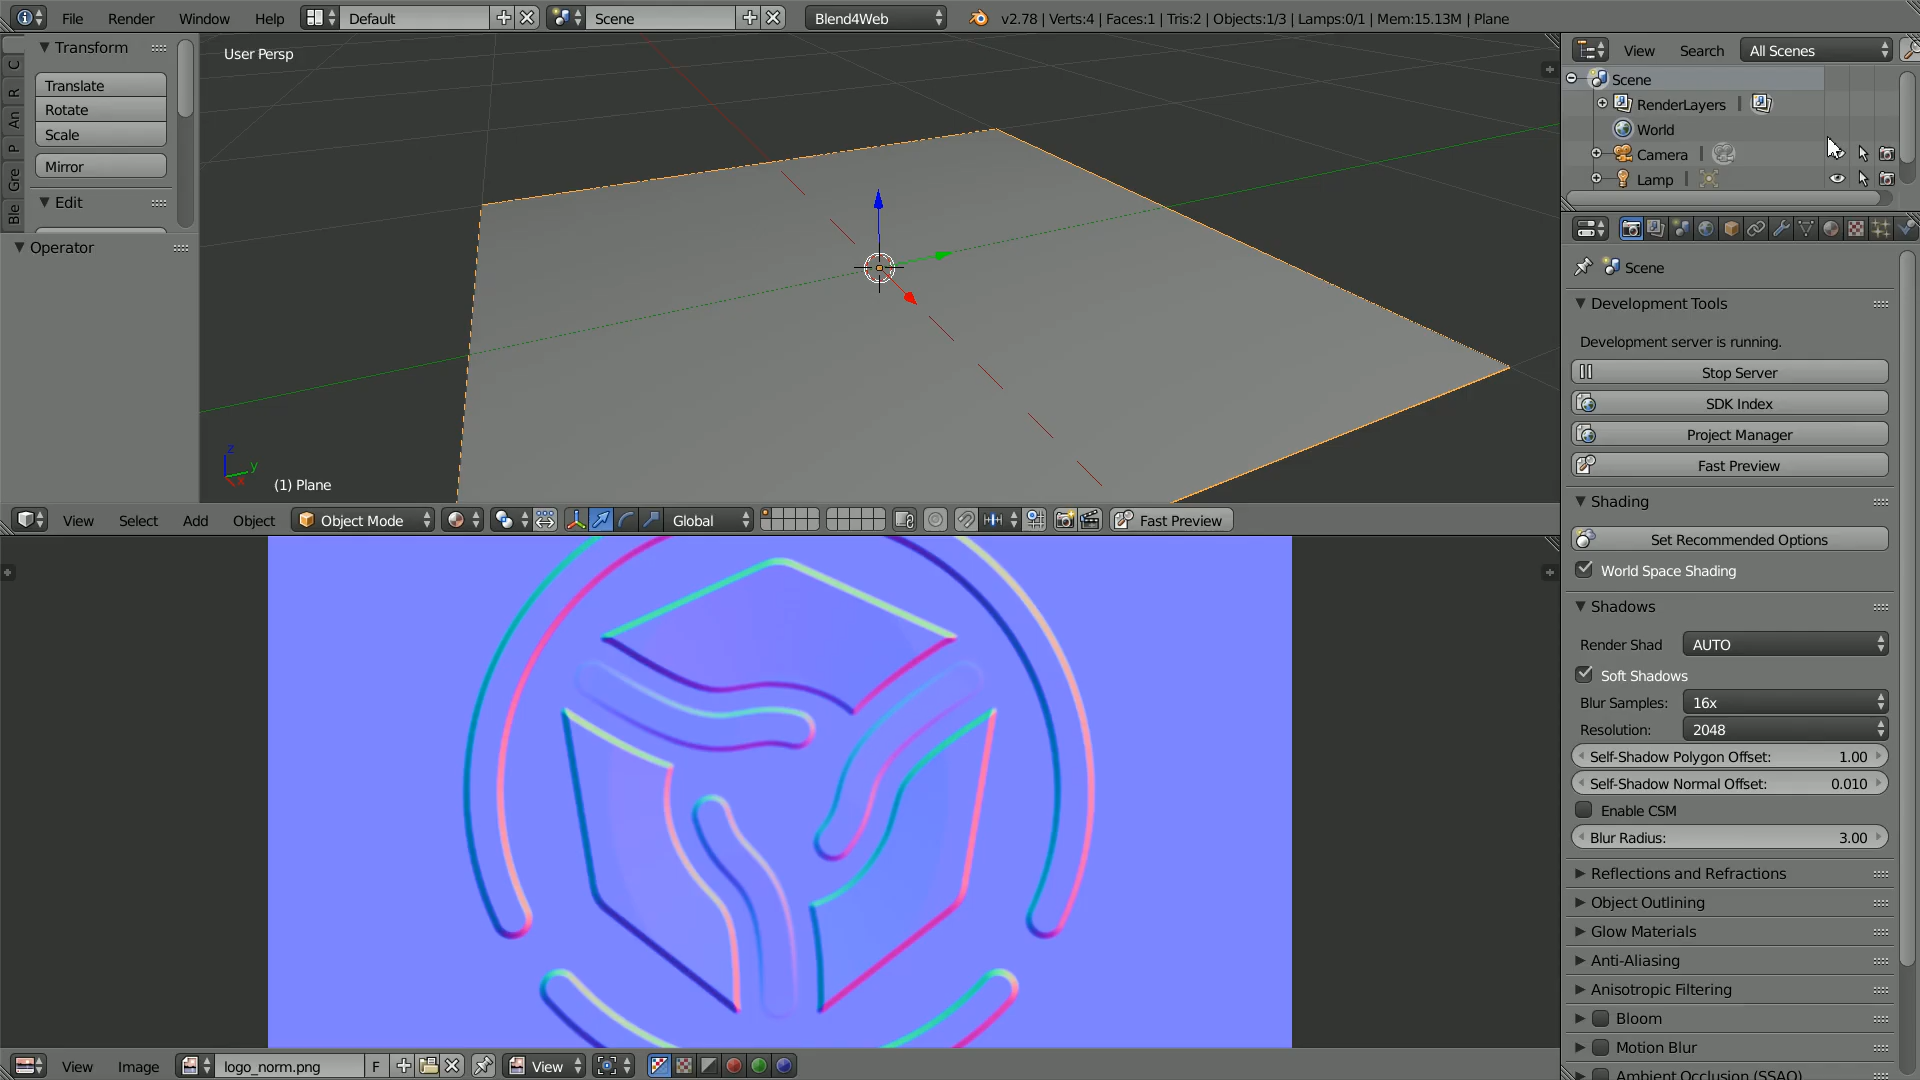 File Render Window Help Default Scene Blend4Web v2.78 | Verts:4 | Faces:1 | Tris:2 | Objects:1/3 | Lamps:0/1 | Mem:15.13M | Plane
C
R
An
P
Gre
Ble
Transform
Translate
Rotate
Scale
Mirror
Edit
Operator
User Persp
z
y
x
(1) Plane
View Select Add Object Object Mode Global Fast Preview
View Image logo_norm.png F View
View Search All Scenes
Scene
RenderLayers |
World
Camera |
Lamp |
Scene
Development Tools
Development server is running.
Stop Server
SDK Index
Project Manager
Fast Preview
Shading
Set Recommended Options
World Space Shading
Shadows
Render Shad AUTO
Soft Shadows
Blur Samples: 16x
Resolution: 2048
Self-Shadow Polygon Offset: 1.00
Self-Shadow Normal Offset: 0.010
Enable CSM
Blur Radius: 3.00
Reflections and Refractions
Object Outlining
Glow Materials
Anti-Aliasing
Anisotropic Filtering
Bloom
Motion Blur
Ambient Occlusion (SSAO)